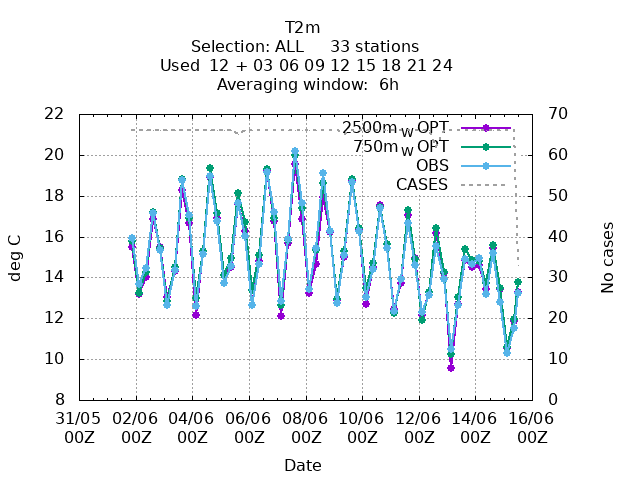 T2m
Selection: ALL 33 stations
Used 12 + 03 06 09 12 15 18 21 24
Averaging window: 6h
22 70
2500m w OPT
750m w OPT
20 60
OBS
CASES
18 50
16 40
deg C
No cases
14 30
12 20
10 10
8 0
31/05 02/06 04/06 06/06 08/06 10/06 12/06 14/06 16/06
00Z 00Z 00Z 00Z 00Z 00Z 00Z 00Z 00Z
Date